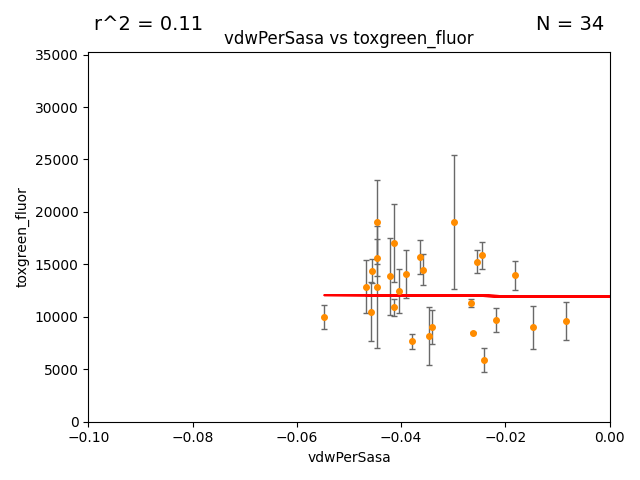 r^2 = 0.11
N = 34
vdwPerSasa vs toxgreen_fluor
35000
30000
25000
20000
15000
10000
5000
0
toxgreen_fluor
−0.10
−0.08
−0.06
−0.04
−0.02
0.00
vdwPerSasa